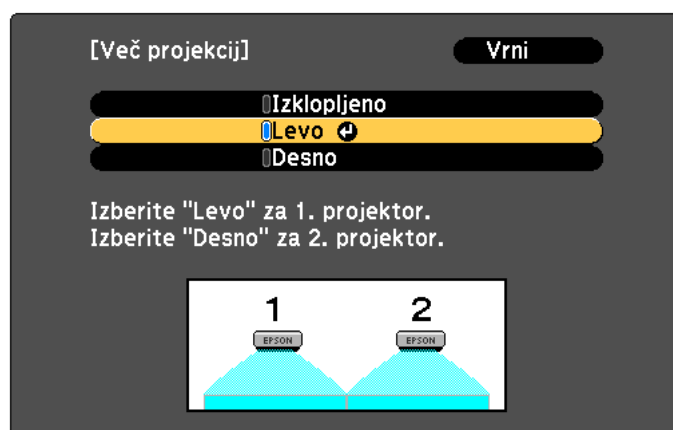 [Več projekcij] Vrni
Izklopljeno
Levo
Desno
Izberite "Levo" za 1. projektor.
Izberite "Desno" za 2. projektor.
1 2
EPSON EPSON